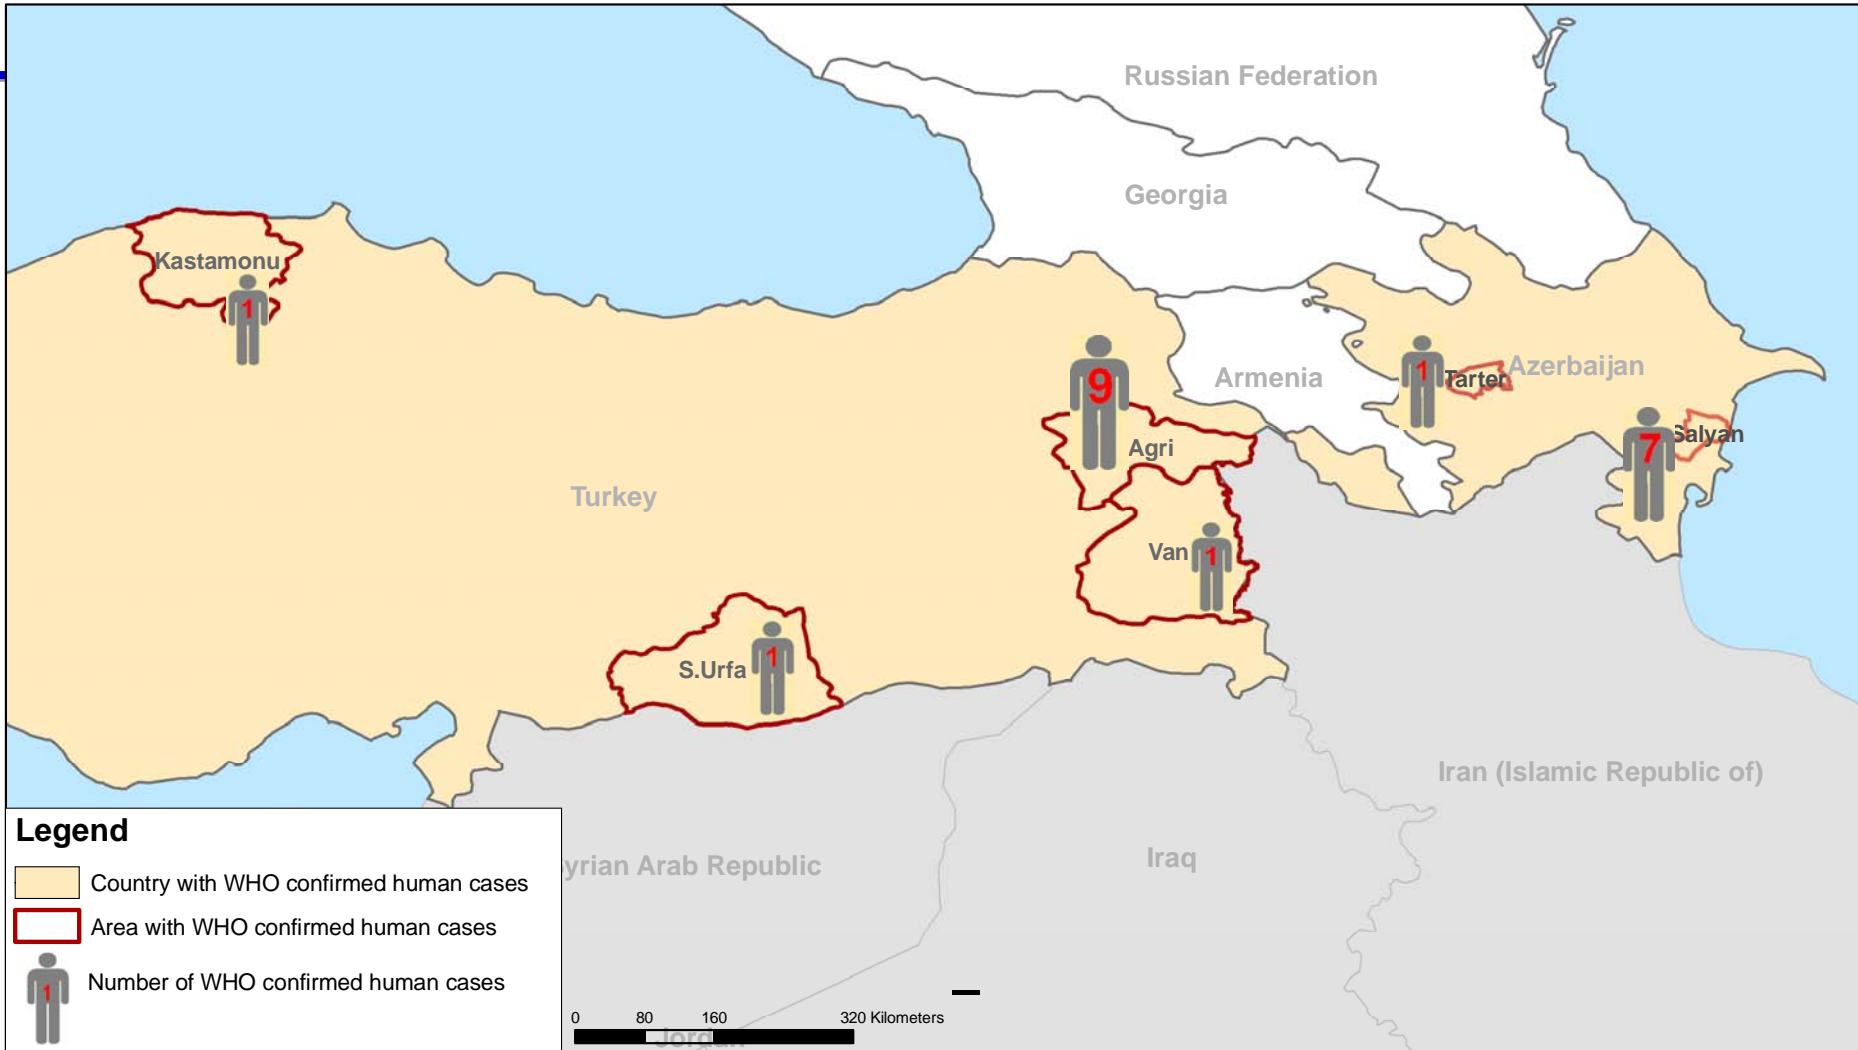 Russian Federation
Georgia
Kastamonu
1
9
Armenia
1
Tarter
Azerbaijan
7
Salyan
Agri
Turkey
Van
1
S.Urfa
1
Iran (Islamic Republic of)
yrian Arab Republic
Iraq
Legend
Country with WHO confirmed human cases
Area with WHO confirmed human cases
1
Number of WHO confirmed human cases
0 80 160 320 Kilometers
Jordan